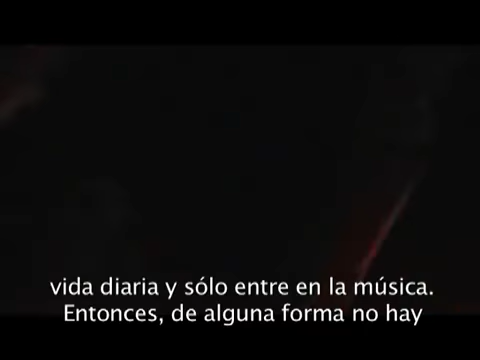 vida diaria y sólo entre en la música.
Entonces, de alguna forma no hay